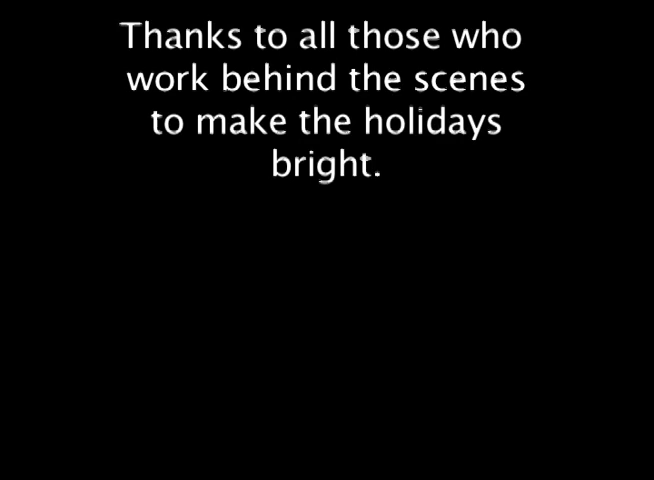 Thanks to all those who
work behind the scenes
to make the holidays
bright.